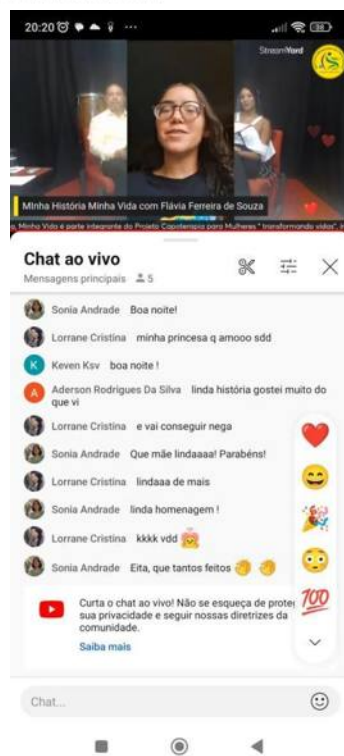 20:20
StreamYard
MInha História Minha Vida com Flávia Ferreira de Souza
Minha Vida é parte integrante do Projeto Capoterapia para Mulheres " transformando vidas".
Chat ao vivo
Mensagens principais 5
Sonia Andrade Boa noite!
Lorrane Cristina minha princesa q amooo sdd
K Keven Ksv boa noite !
A Aderson Rodrigues Da Silva linda história gostei muito do
que vi
Lorrane Cristina e vai conseguir nega
Sonia Andrade Que mãe lindaaaa! Parabéns!
Lorrane Cristina lindaaa de mais
Sonia Andrade linda homenagem !
Lorrane Cristina kkkk vdd
Sonia Andrade Eita, que tantos feitos
100
Curta o chat ao vivo! Não se esqueça de proteg
sua privacidade e seguir nossas diretrizes da
comunidade.
Saiba mais
Chat...